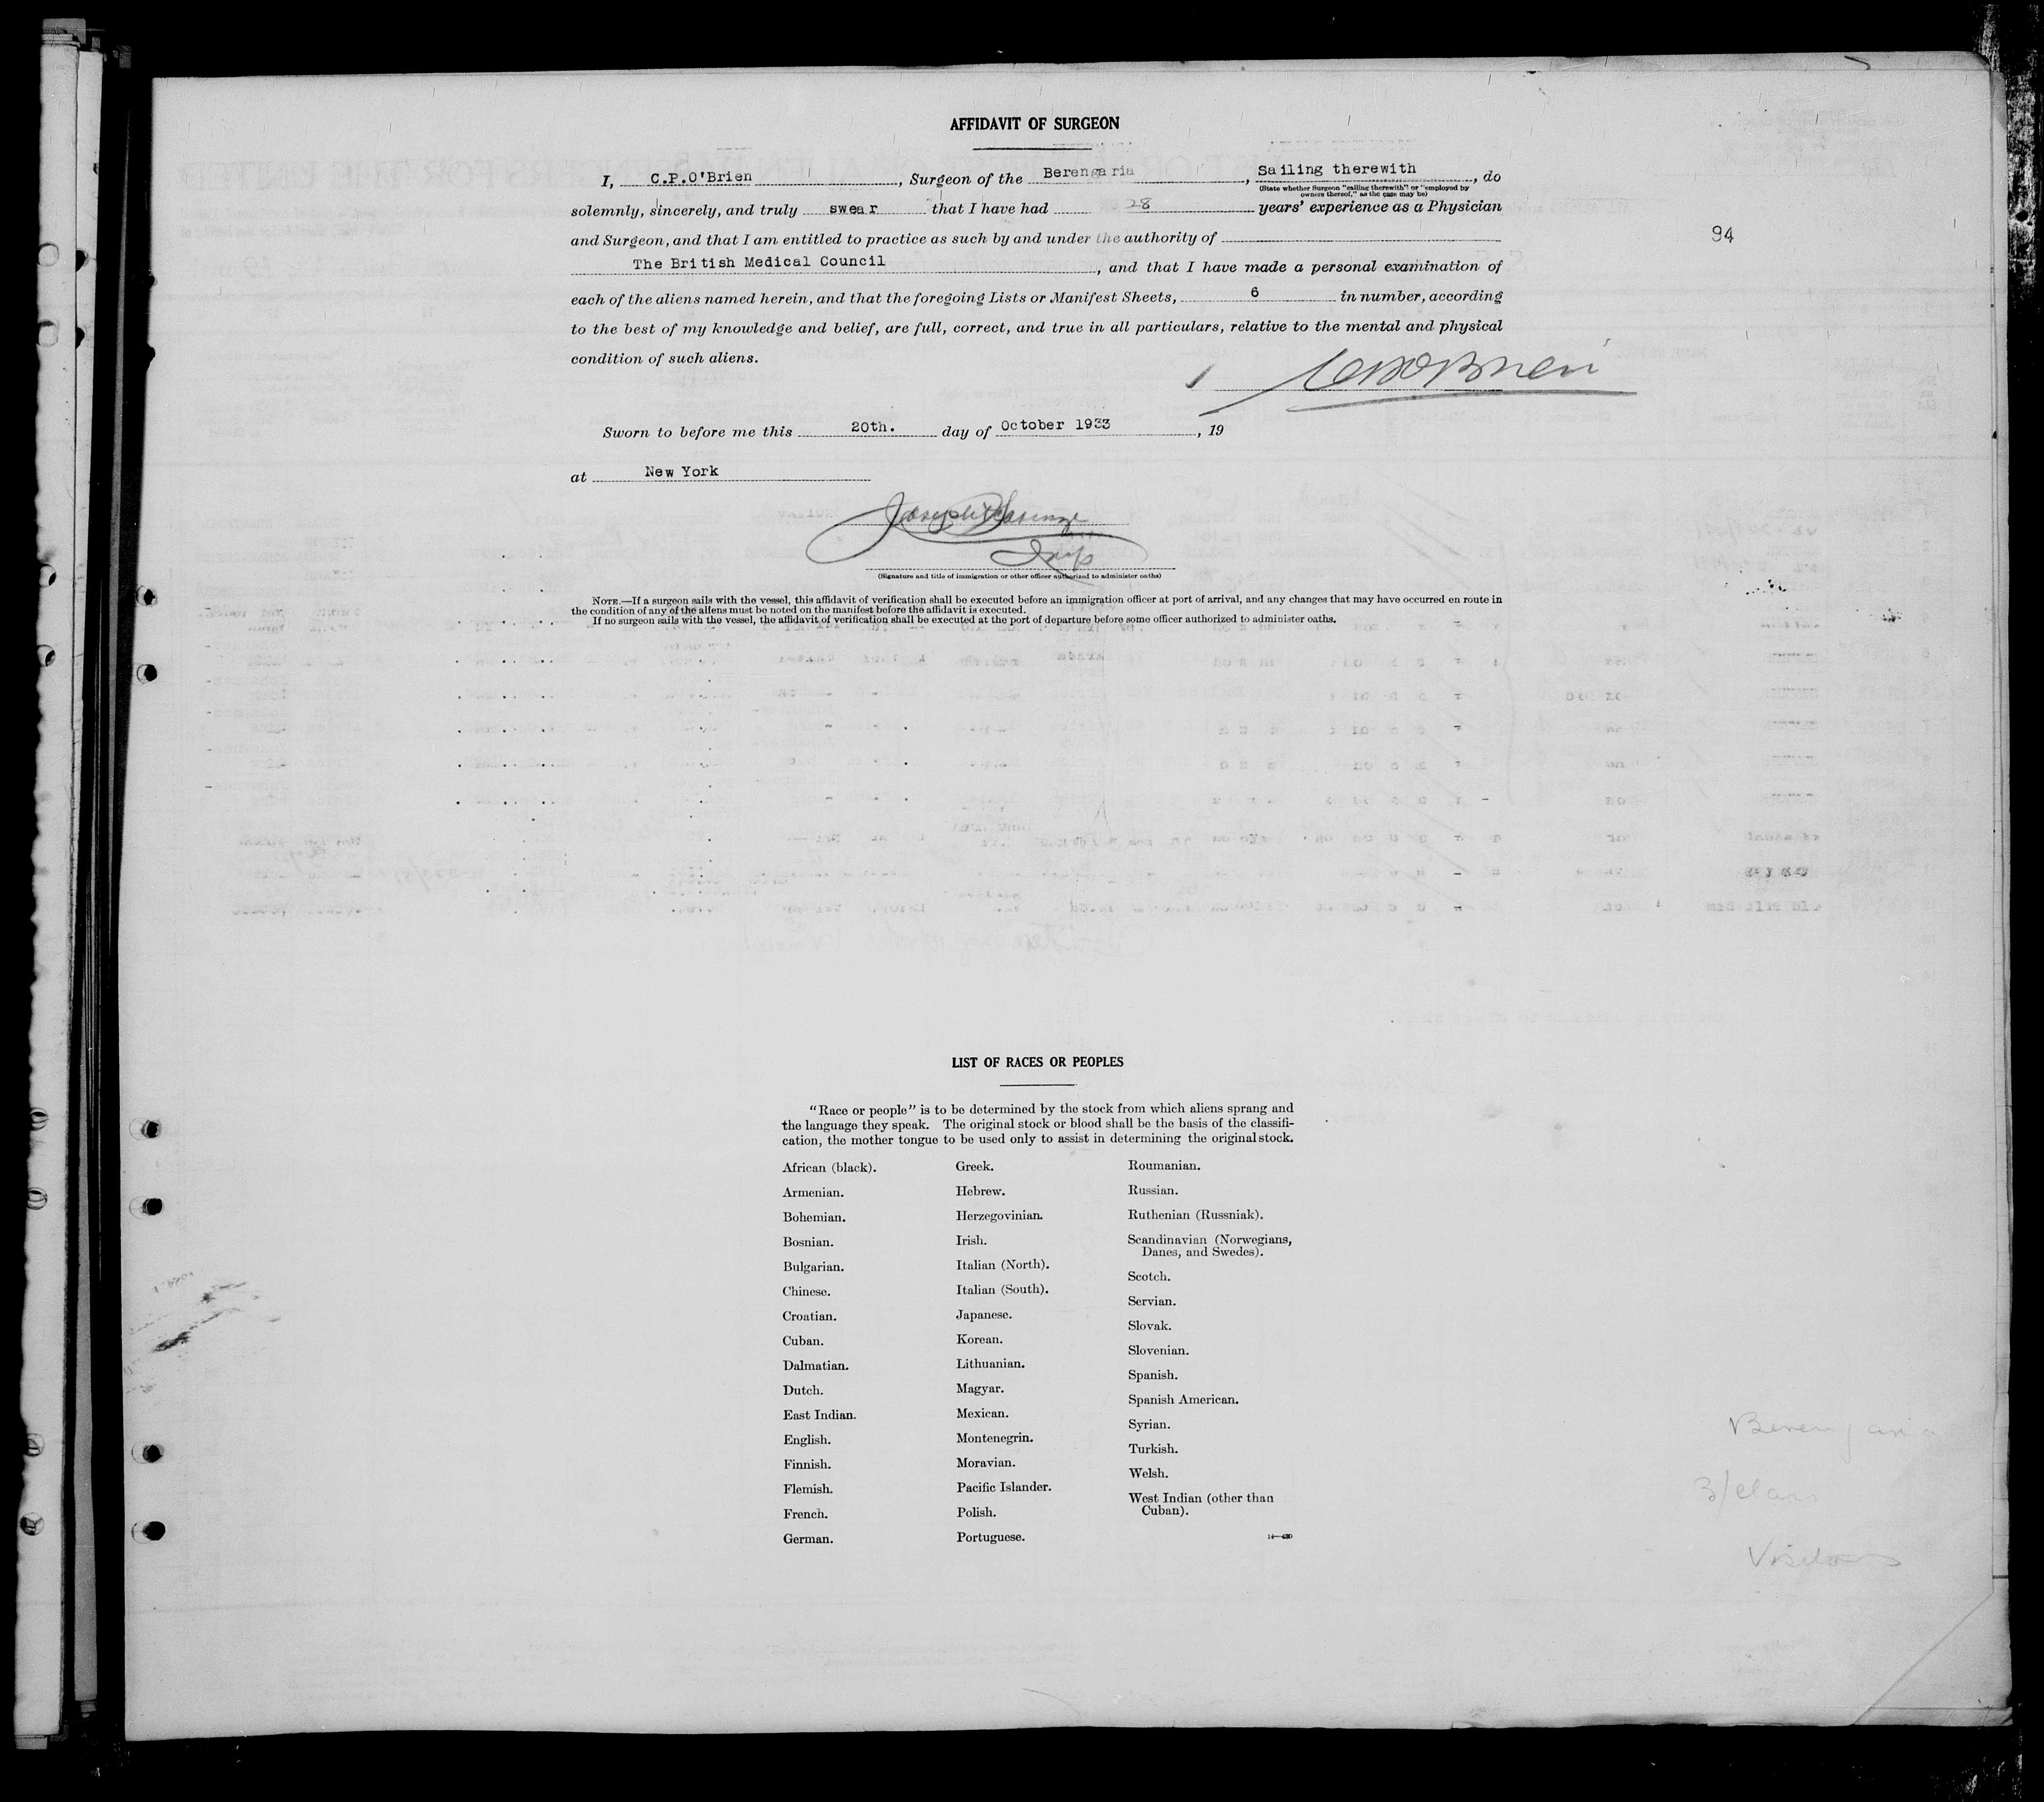 AFFIDAVIT OF SURGEON
I, C.P.O'Brien, Surgeon of the Berengaria, Sailing therewith, do
(State whether Surgeon "sailing therewith" or "employed by
owners thereof," as the case may be)
solemnly, sincerely, and truly swear that I have had 28 years' experience as a Physician
and Surgeon, and that I am entitled to practice as such by and under the authority of
94
The British Medical Council, and that I have made a personal examination of
each of the aliens named herein, and that the foregoing Lists or Manifest Sheets, 6 in number, according
to the best of my knowledge and belief, are full, correct, and true in all particulars, relative to the mental and physical
condition of such aliens.
CPO'Brien
Sworn to before me this 20th. day of October 1933, 19
at New York
Joseph
Insp
(Signature and title of immigration or other officer authorized to administer oaths)
NOTE.—If a surgeon sails with the vessel, this affidavit of verification shall be executed before an immigration officer at port of arrival, and any changes that may have occurred en route in
the condition of any of the aliens must be noted on the manifest before the affidavit is executed.
If no surgeon sails with the vessel, the affidavit of verification shall be executed at the port of departure before some officer authorized to administer oaths.
LIST OF RACES OR PEOPLES
"Race or people" is to be determined by the stock from which aliens sprang and
the language they speak. The original stock or blood shall be the basis of the classifi-
cation, the mother tongue to be used only to assist in determining the original stock.
African (black).
Armenian.
Bohemian.
Bosnian.
Bulgarian.
Chinese.
Croatian.
Cuban.
Dalmatian.
Dutch.
East Indian.
English.
Finnish.
Flemish.
French.
German.
Greek.
Hebrew.
Herzegovinian.
Irish.
Italian (North).
Italian (South).
Japanese.
Korean.
Lithuanian.
Magyar.
Mexican.
Montenegrin.
Moravian.
Pacific Islander.
Polish.
Portuguese.
Roumanian.
Russian.
Ruthenian (Russniak).
Scandinavian (Norwegians,
Danes, and Swedes).
Scotch.
Servian.
Slovak.
Slovenian.
Spanish.
Spanish American.
Syrian.
Turkish.
Welsh.
West Indian (other than
Cuban).
Berengaria
3/class
Visitors